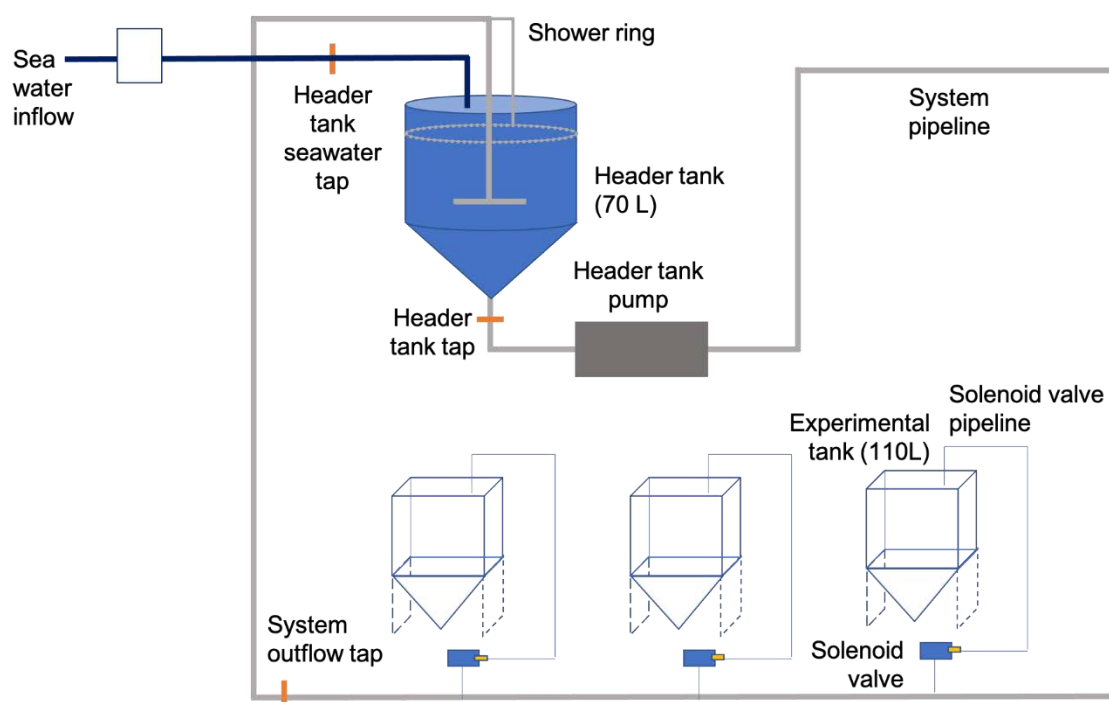 Shower ring
Sea
water
inflow
Header
tank
seawater
tap
System
pipeline
Header tank
(70 L)
Header tank
pump
Header
tank tap
Solenoid valve
pipeline
Experimental
tank (110L)
System
outflow tap
Solenoid
valve